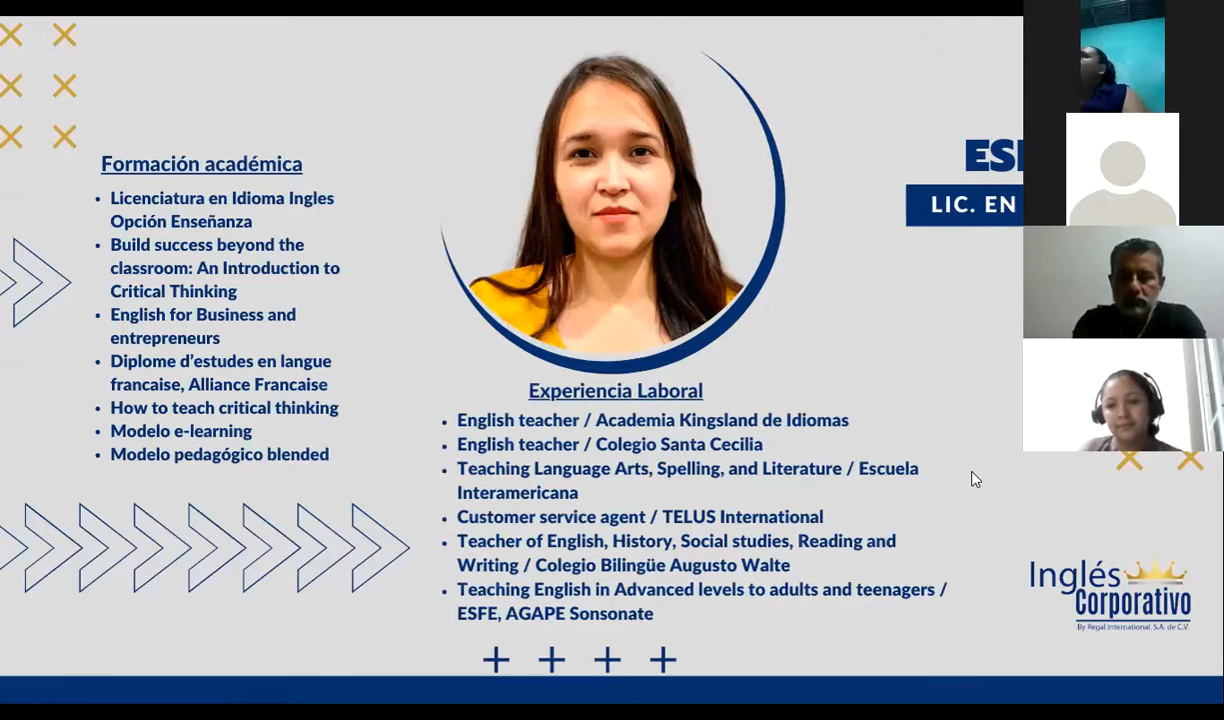 Formación académica
Licenciatura en Idioma Ingles
Opción Enseñanza
Build success beyond the
classroom: An Introduction to
Critical Thinking
English for Business and
entrepreneurs
Diplome d'estudes en langue
francaise, Alliance Francaise
How to teach critical thinking
Modelo e-learning
Modelo pedagógico blended
LIC. EN
Experiencia Laboral
English teacher / Academia Kingsland de Idiomas
English teacher / Colegio Santa Cecilia
Teaching Language Arts, Spelling, and Literature / Escuela
Interamericana
Customer service agent / TELUS International
Teacher of English, History, Social studies, Reading and
Writing / Colegio Bilingüe Augusto Walte
Teaching English in Advanced levels to adults and teenagers /
ESFE, AGAPE Sonsonate
Inglés
Corporativo
By Regal International, S.A. de C.V.